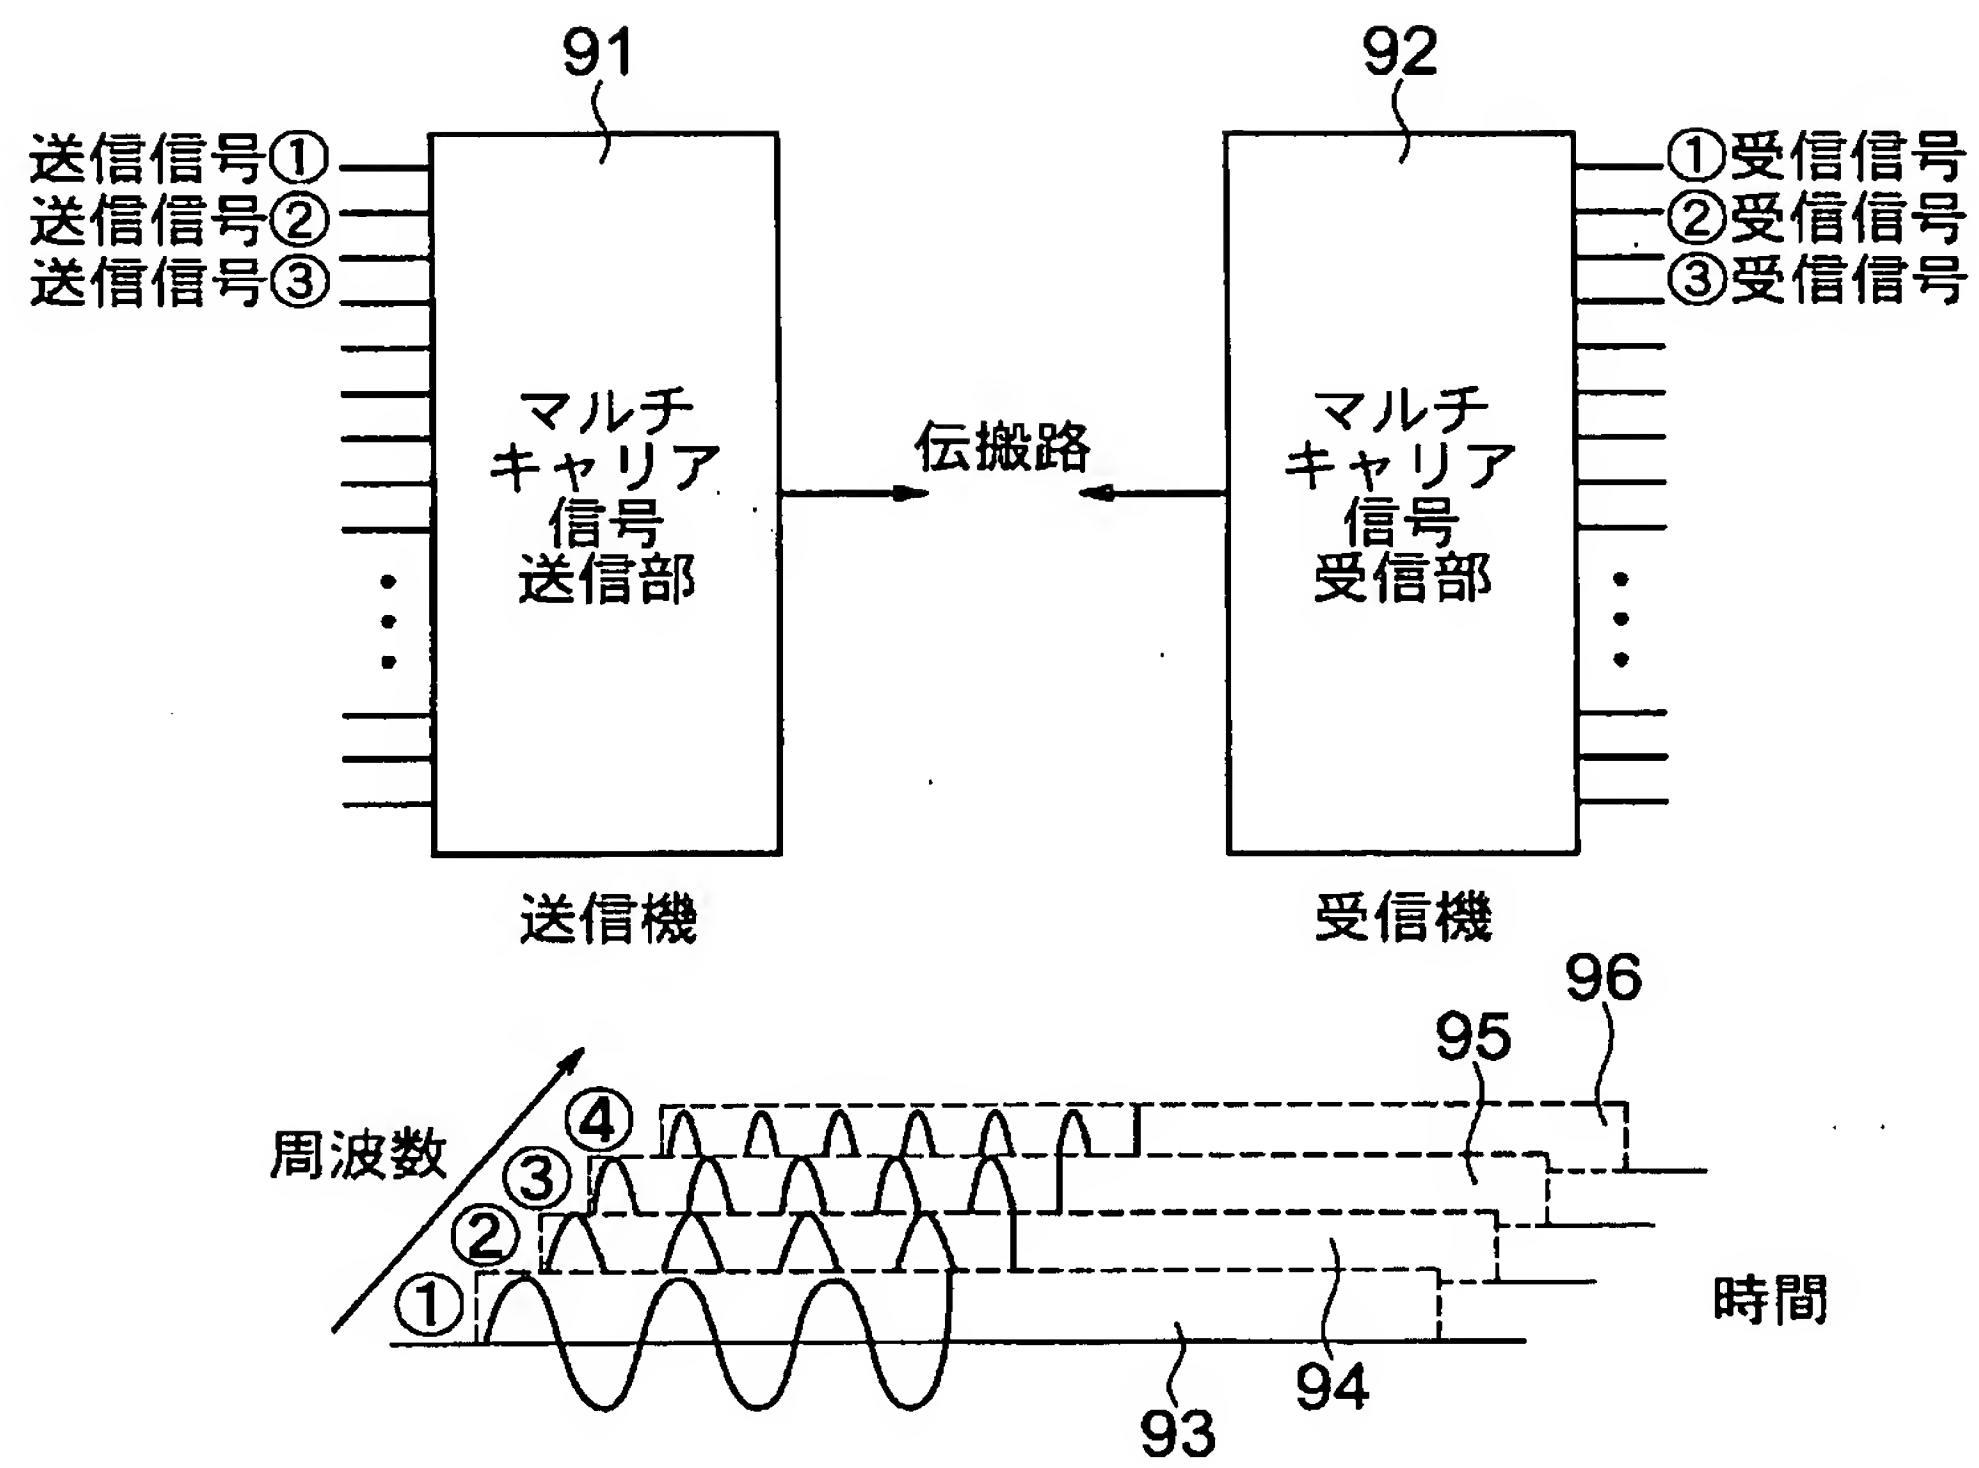 91
92
送信信号①
送信信号②
送信信号③
①受信信号
②受信信号
③受信信号
マルチ
キャリア
信号
送信部
伝搬路
マルチ
キャリア
信号
受信部
送信機
受信機
96
95
④
周波数
③
②
①
時間
94
93